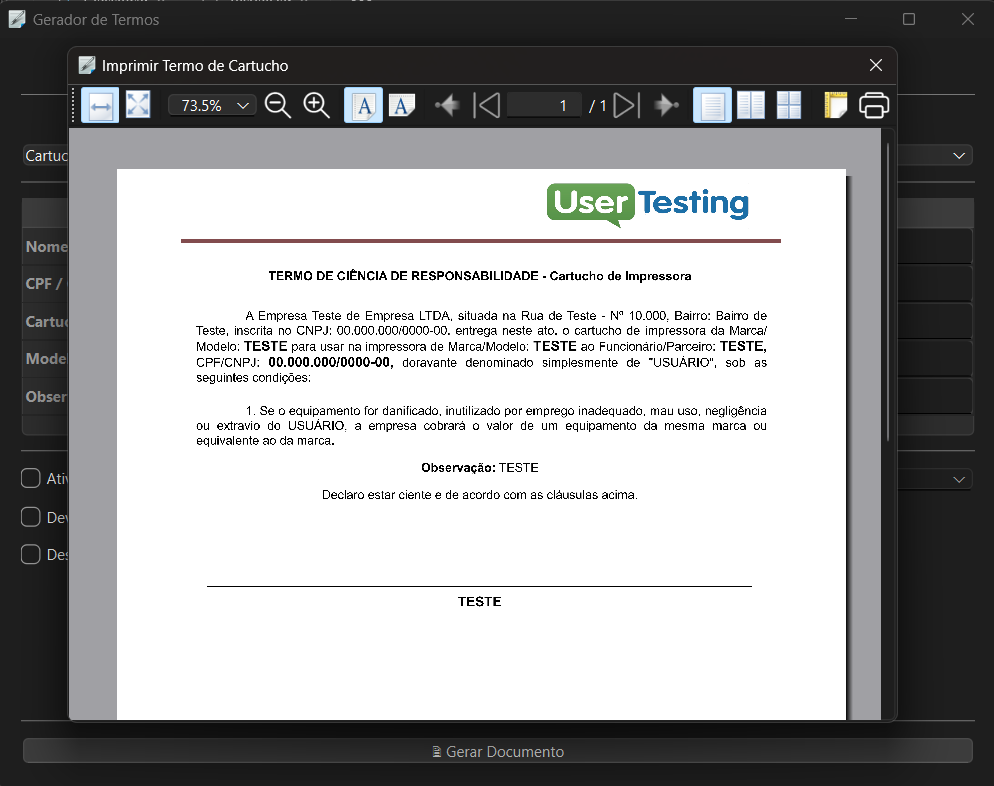 Gerador de Termos
Imprimir Termo de Cartucho
73.5%
A
A
1
/ 1
User Testing
TERMO DE CIÊNCIA DE RESPONSABILIDADE - Cartucho de Impressora
A Empresa Teste de Empresa LTDA, situada na Rua de Teste - Nº 10.000, Bairro: Bairro de
Teste, inscrita no CNPJ: 00.000.000/0000-00. entrega neste ato. o cartucho de impressora da Marca/
Modelo: TESTE para usar na impressora de Marca/Modelo: TESTE ao Funcionário/Parceiro: TESTE,
CPF/CNPJ: 00.000.000/0000-00, doravante denominado simplesmente de "USUÁRIO", sob as
seguintes condições:
1. Se o equipamento for danificado, inutilizado por emprego inadequado, mau uso, negligência
ou extravio do USUÁRIO, a empresa cobrará o valor de um equipamento da mesma marca ou
equivalente ao da marca.
Observação: TESTE
Declaro estar ciente e de acordo com as cláusulas acima.
TESTE
Cartuc
Nome
CPF /
Cartuc
Mode
Obser
Ativ
Dev
Des
Gerar Documento